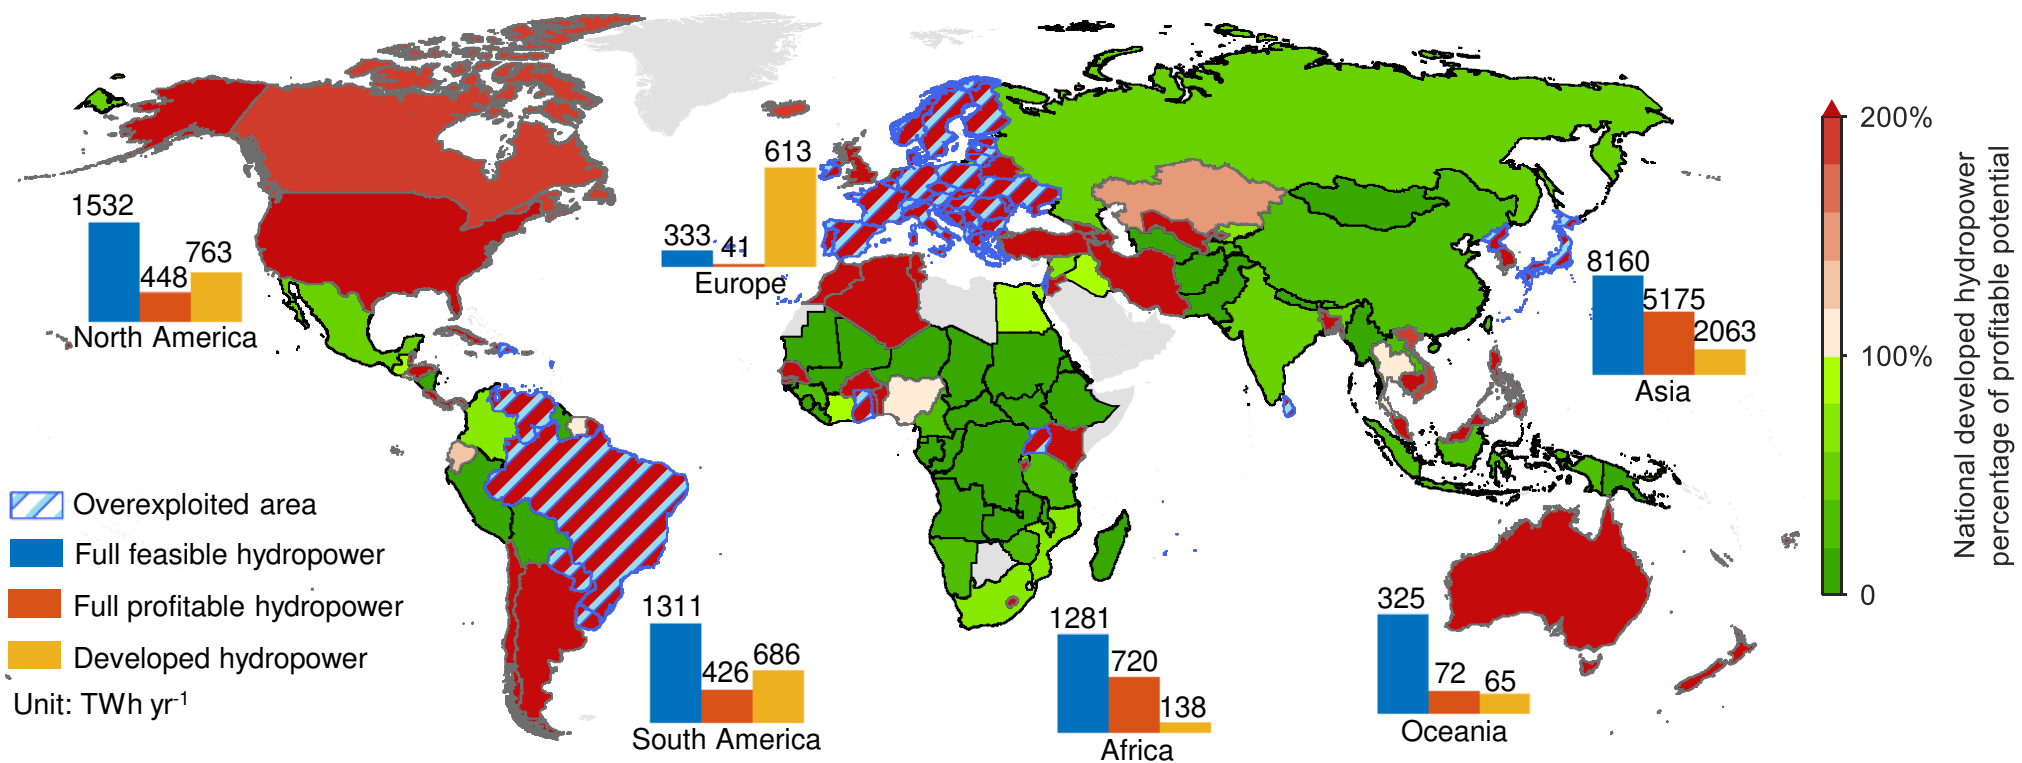 1532
448
763
North America
333
41
613
Europe
8160
5175
2063
Asia
200%
100%
0
National developed hydropower
percentage of profitable potential
Overexploited area
Full feasible hydropower
Full profitable hydropower
Developed hydropower
Unit: TWh yr-1
1311
426
686
South America
1281
720
138
Africa
325
72
65
Oceania